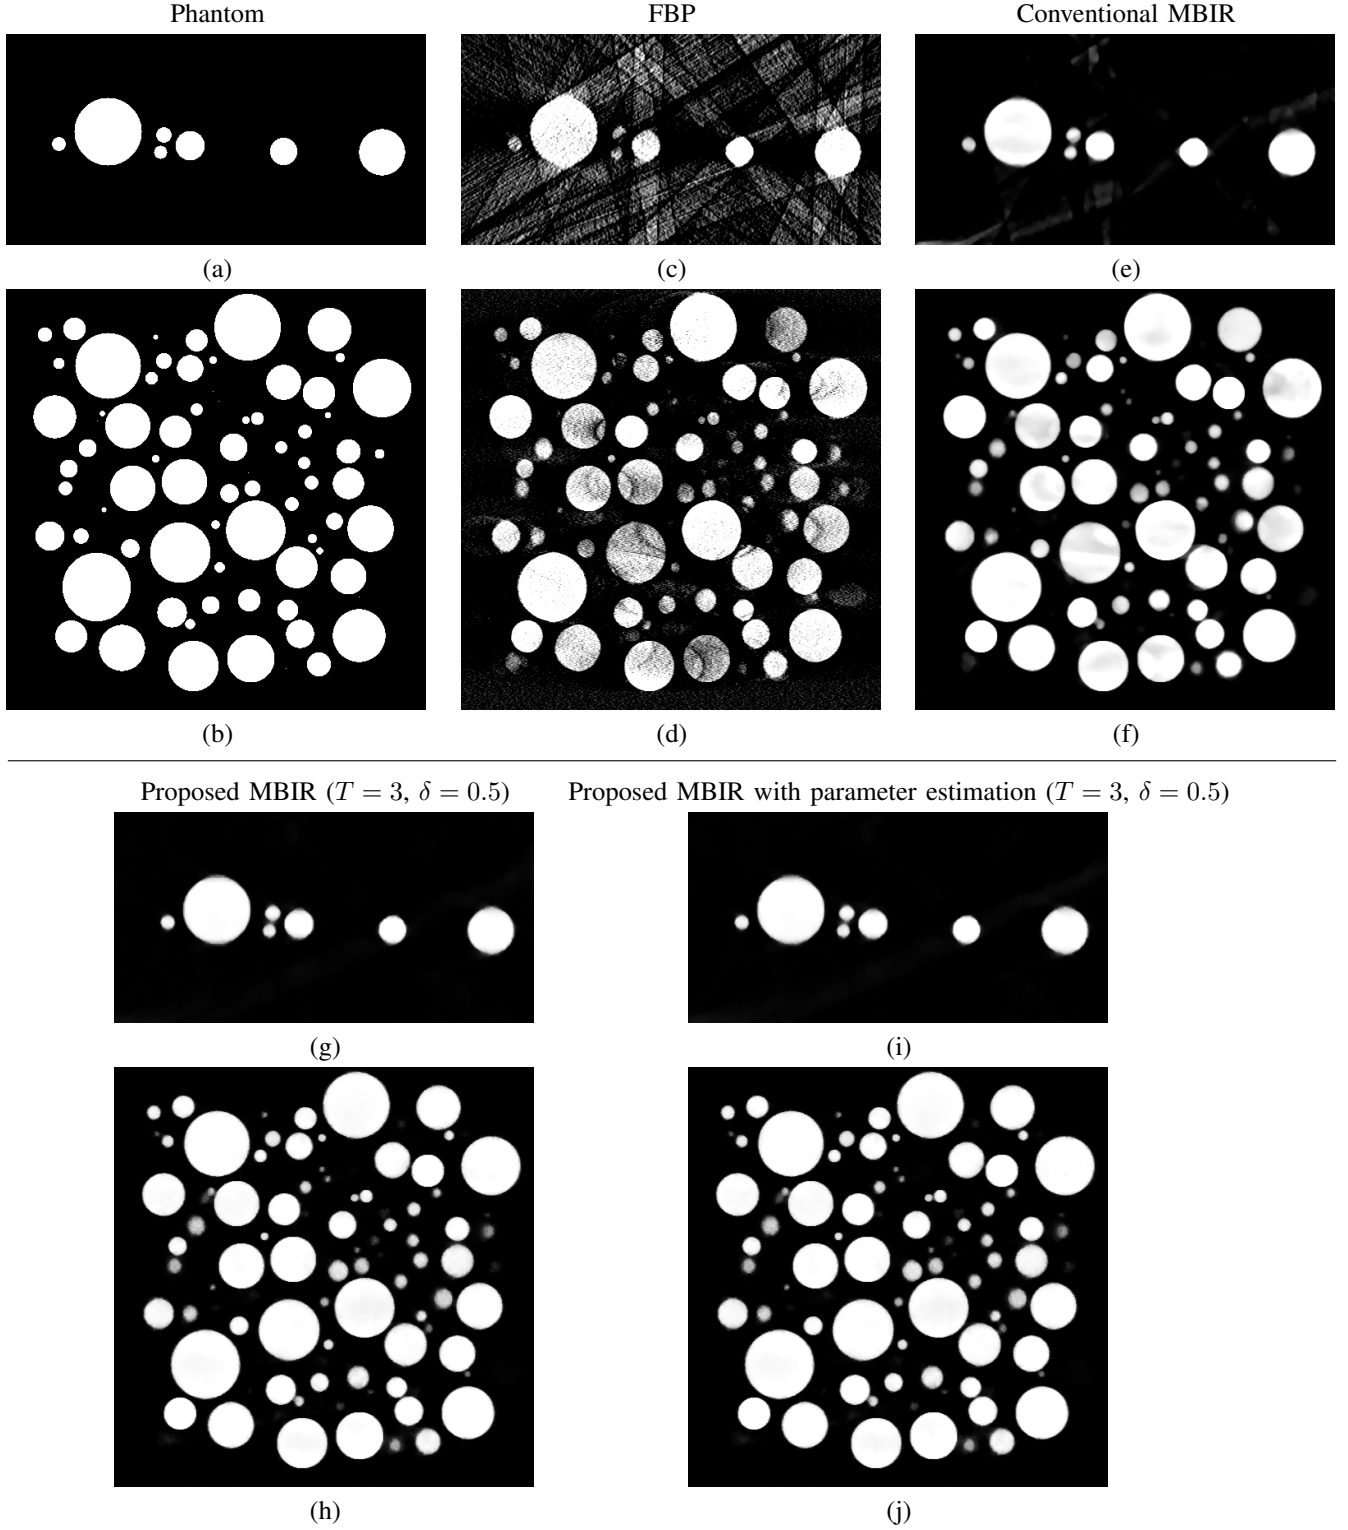 Phantom FBP Conventional MBIR
(a) (c) (e)
(b) (d) (f)
Proposed MBIR (T = 3, δ = 0.5) Proposed MBIR with parameter estimation (T = 3, δ = 0.5)
(g) (i)
(h) (j)